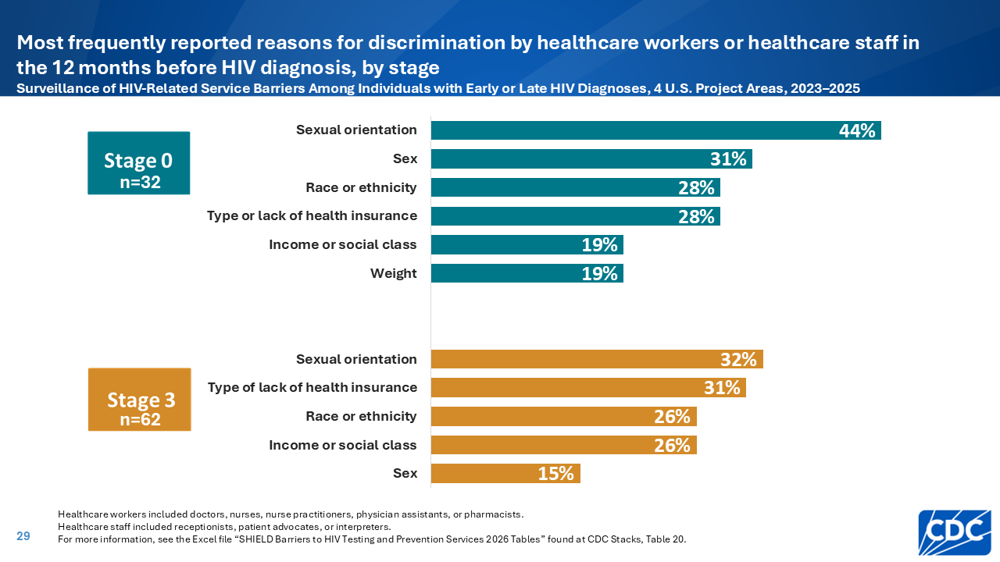 Most frequently reported reasons for discrimination by healthcare workers or healthcare staff in
the 12 months before HIV diagnosis, by stage
Surveillance of HIV-Related Service Barriers Among Individuals with Early or Late HIV Diagnoses, 4 U.S. Project Areas, 2023–2025
Stage 0
n=32
Sexual orientation 44%
Sex 31%
Race or ethnicity 28%
Type or lack of health insurance 28%
Income or social class 19%
Weight 19%
Stage 3
n=62
Sexual orientation 32%
Type of lack of health insurance 31%
Race or ethnicity 26%
Income or social class 26%
Sex 15%
Healthcare workers included doctors, nurses, nurse practitioners, physician assistants, or pharmacists.
Healthcare staff included receptionists, patient advocates, or interpreters.
For more information, see the Excel file “SHIELD Barriers to HIV Testing and Prevention Services 2026 Tables” found at CDC Stacks, Table 20.
29
CDC